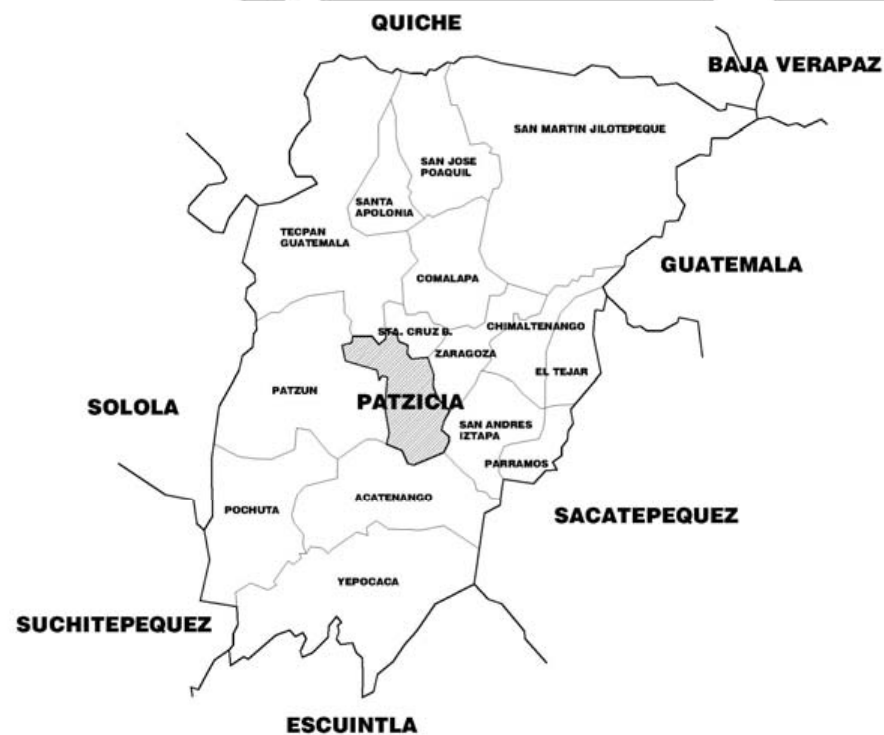 QUICHE
BAJA VERAPAZ
SAN MARTIN JILOTEPEQUE
SAN JOSE
POAQUIL
SANTA
APOLONIA
TECPAN
GUATEMALA
GUATEMALA
COMALAPA
CHIMALTENANGO
STA. CRUZ B.
ZARAGOZA
EL TEJAR
PATZUN
PATZICIA
SOLOLA
SAN ANDRES
IZTAPA
PARRAMOS
ACATENANGO
POCHUTA
SACATEPEQUEZ
YEPOCACA
SUCHITEPEQUEZ
ESCUINTLA